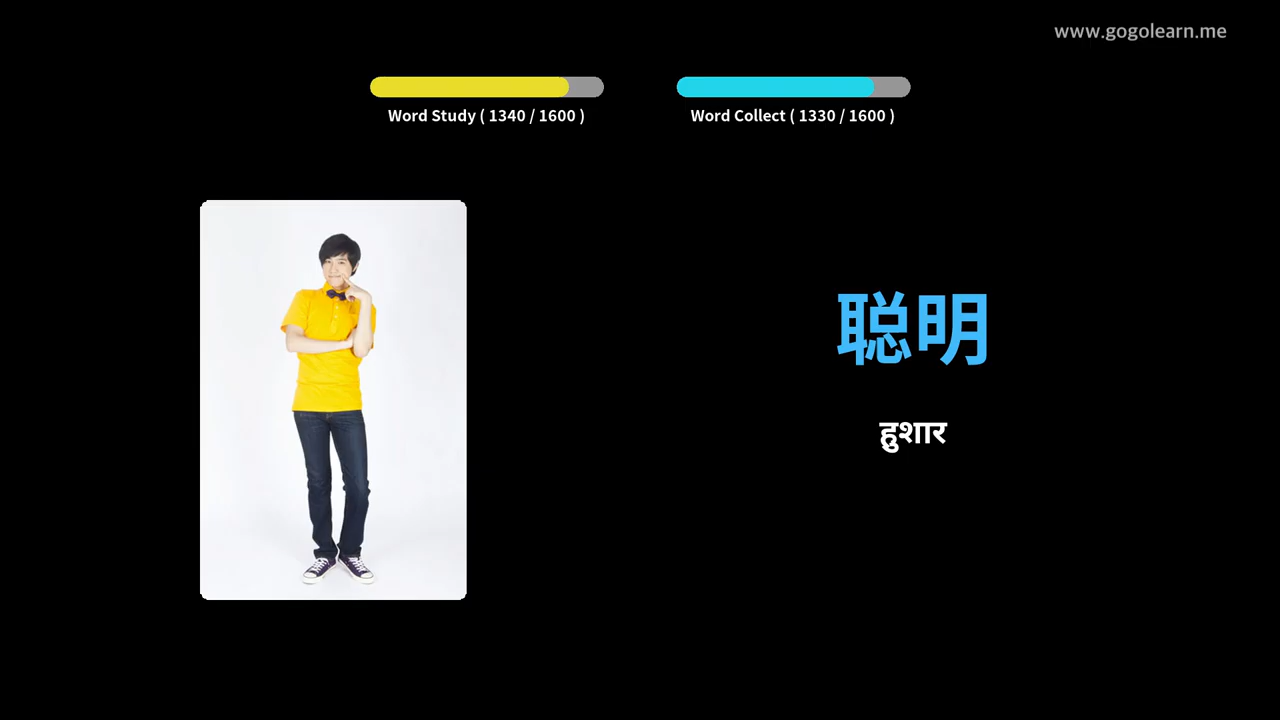 www.gogolearn.me
Word Study ( 1340 / 1600 )
Word Collect ( 1330 / 1600 )
聪明
हुशार